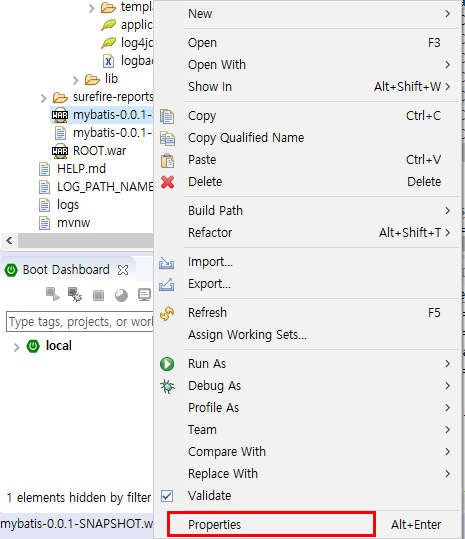 templa
applic
log4jd
logbac
lib
surefire-reports
mybatis-0.0.1-
mybatis-0.0.1-
ROOT.war
HELP.md
LOG_PATH_NAME
logs
mvnw
Boot Dashboard
Type tags, projects, or work
local
1 elements hidden by filter
mybatis-0.0.1-SNAPSHOT.w
New
Open F3
Open With
Show In Alt+Shift+W
Copy Ctrl+C
Copy Qualified Name
Paste Ctrl+V
Delete Delete
Build Path
Refactor Alt+Shift+T
Import...
Export...
Refresh F5
Assign Working Sets...
Run As
Debug As
Profile As
Team
Compare With
Replace With
Validate
Properties Alt+Enter